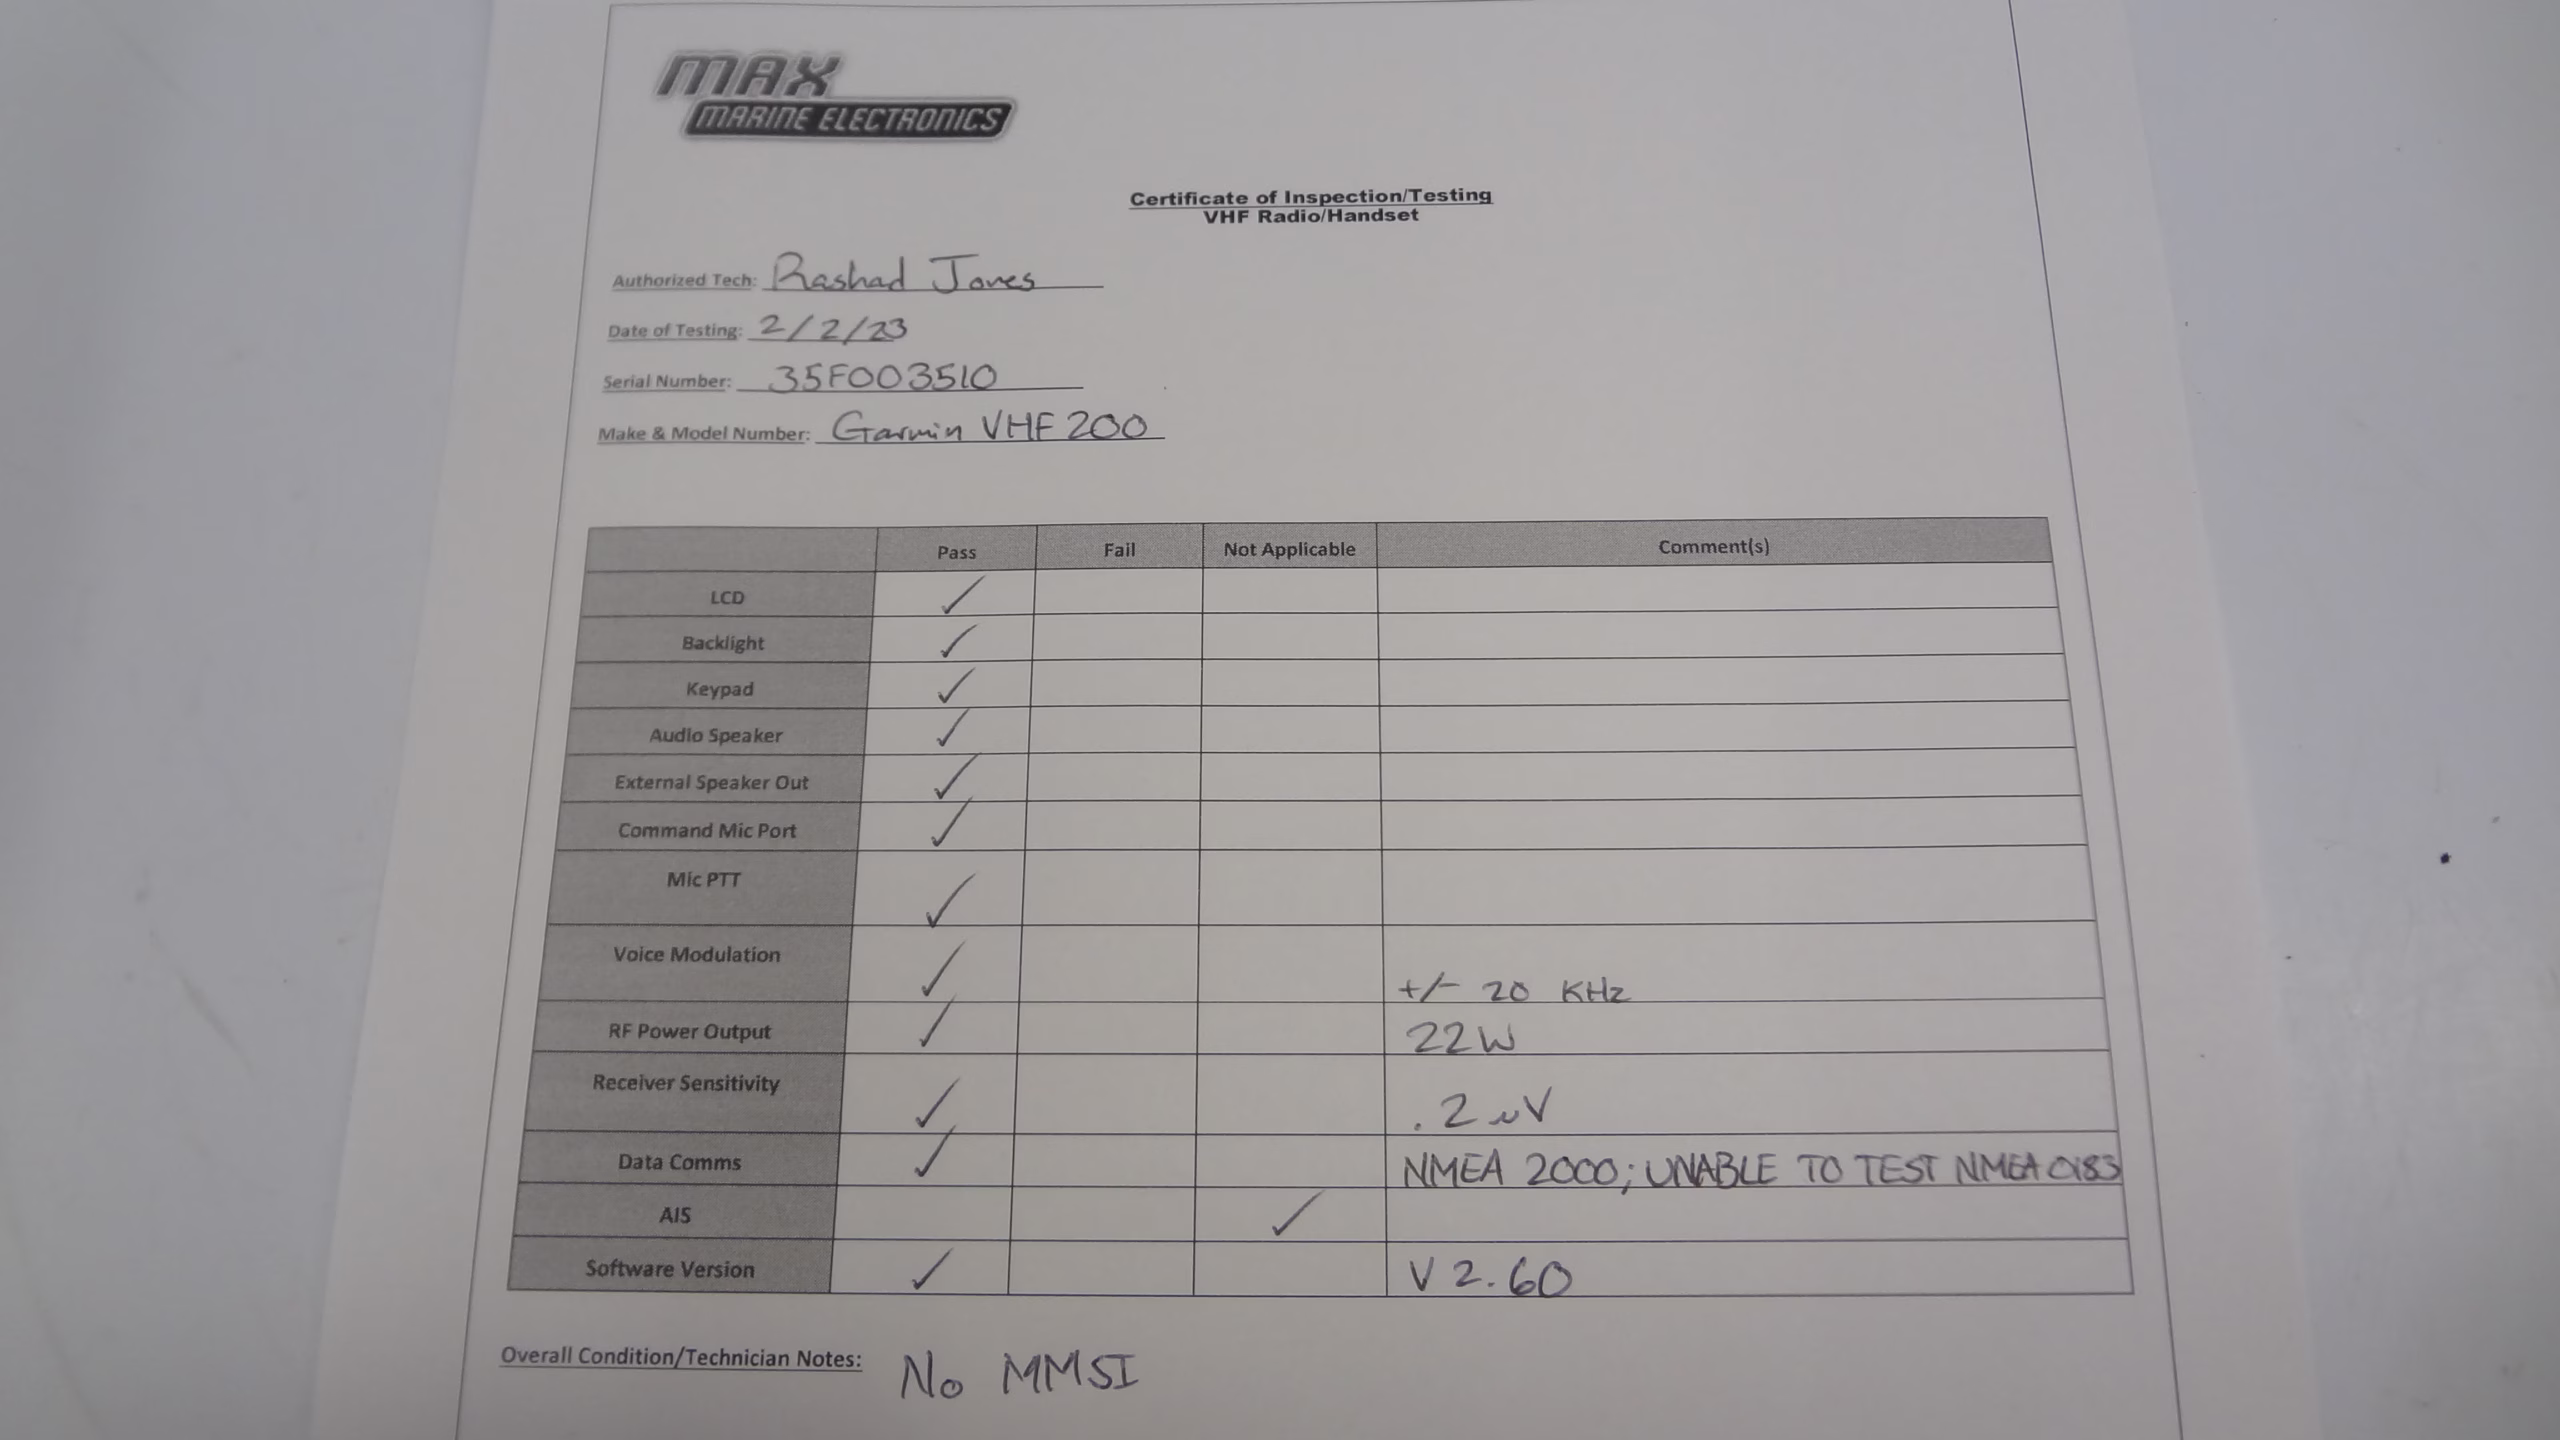 MAX
MARINE ELECTRONICS
Certificate of Inspection/Testing
VHF Radio/Handset
Authorized Tech: Rashad Jones
Date of Testing: 2/2/23
Serial Number: 35F003510
Make & Model Number: Garmin VHF 200
Pass Fail Not Applicable Comment(s)
LCD ✓
Backlight ✓
Keypad ✓
Audio Speaker ✓
External Speaker Out ✓
Command Mic Port ✓
Mic PTT ✓
Voice Modulation ✓ +/- 20 KHz
RF Power Output ✓ 22W
Receiver Sensitivity ✓ .2 uV
Data Comms ✓ NMEA 2000; UNABLE TO TEST NMEA 0183
AIS ✓
Software Version ✓ V 2.60
Overall Condition/Technician Notes: No MMSI